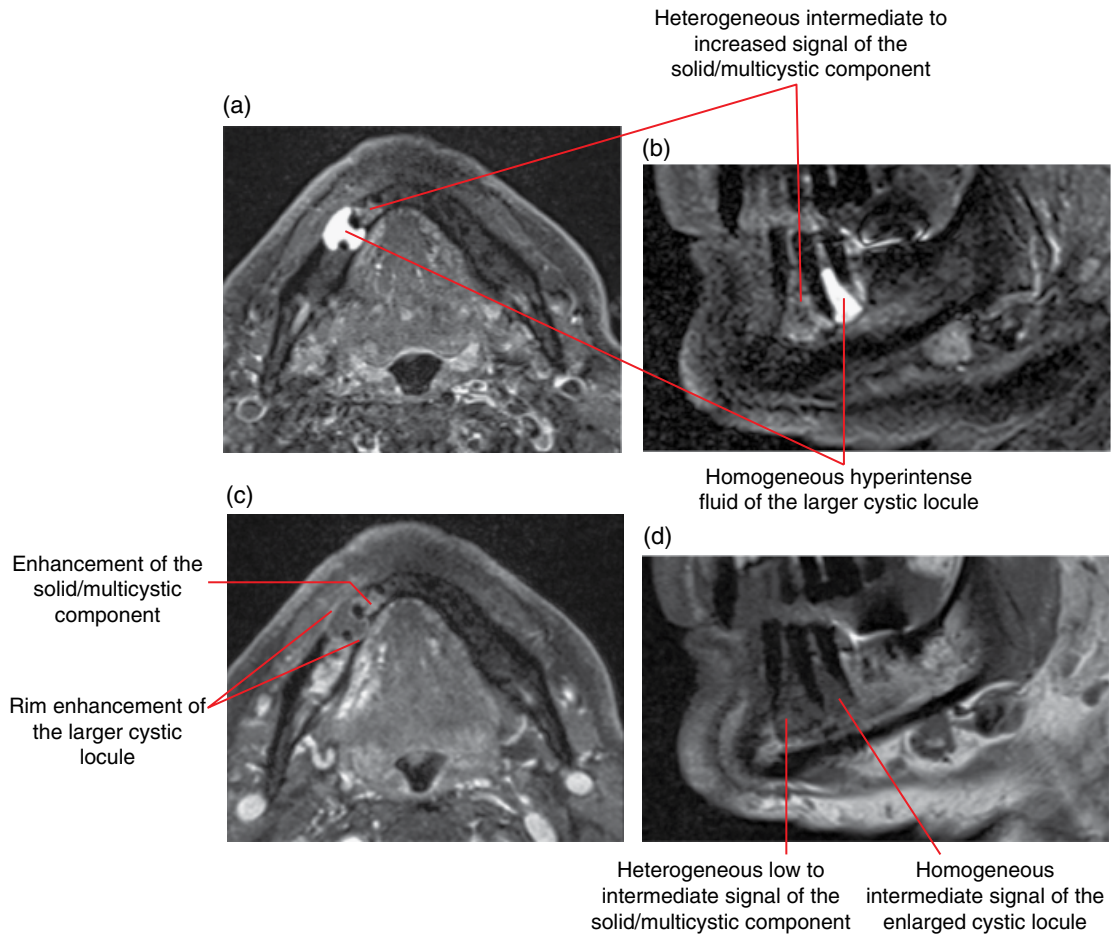 Heterogeneous intermediate to
increased signal of the
solid/multicystic component
(a)
(b)
Homogeneous hyperintense
fluid of the larger cystic locule
(c)
(d)
Enhancement of the
solid/multicystic
component
Rim enhancement of
the larger cystic
locule
Heterogeneous low to
intermediate signal of the
solid/multicystic component
Homogeneous
intermediate signal of the
enlarged cystic locule